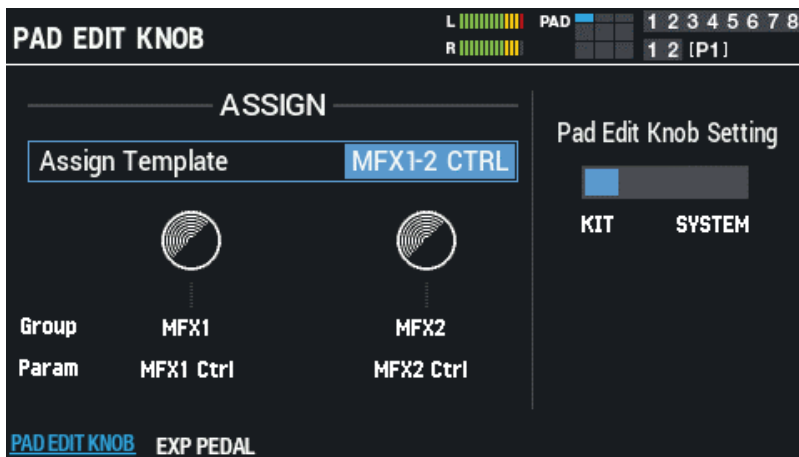 PAD EDIT KNOB
L
R
PAD
1 2 3 4 5 6 7 8
1 2 [P1]
ASSIGN
Assign Template MFX1-2 CTRL
Group MFX1 MFX2
Param MFX1 Ctrl MFX2 Ctrl
Pad Edit Knob Setting
KIT SYSTEM
PAD EDIT KNOB EXP PEDAL